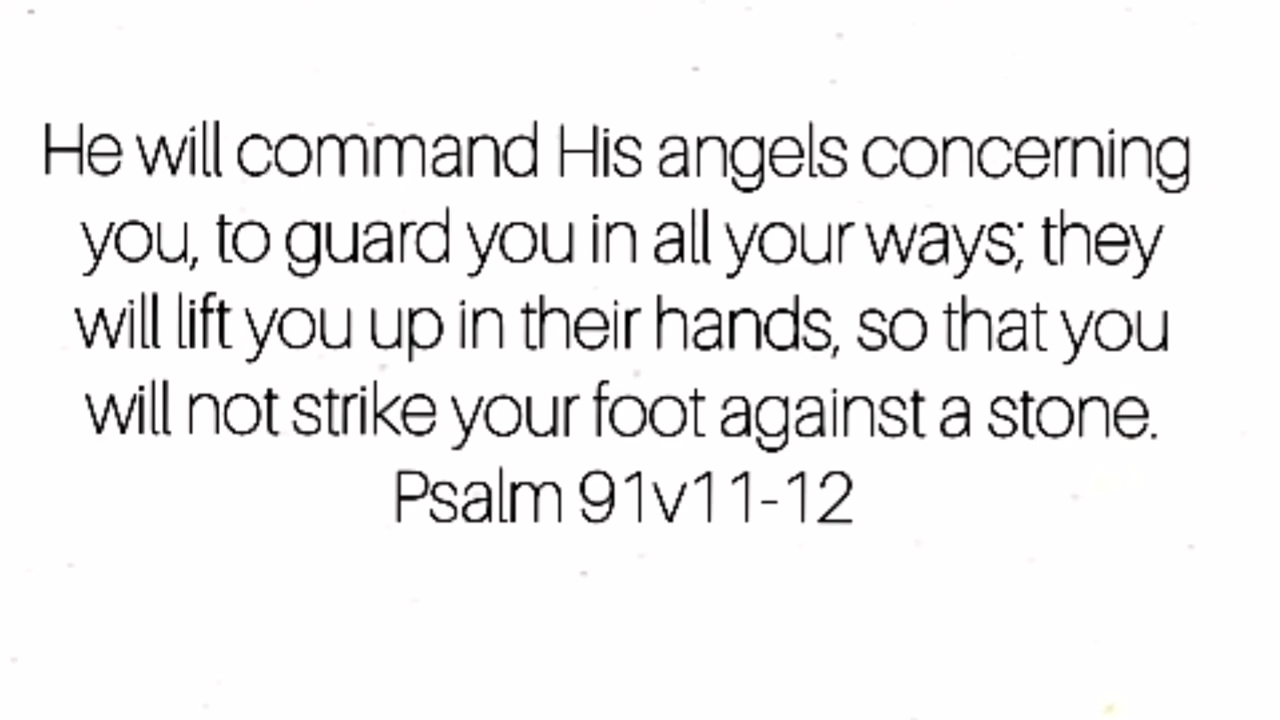 He will command His angels concerning
you, to guard you in all your ways; they
will lift you up in their hands, so that you
will not strike your foot against a stone.
Psalm 91v11-12